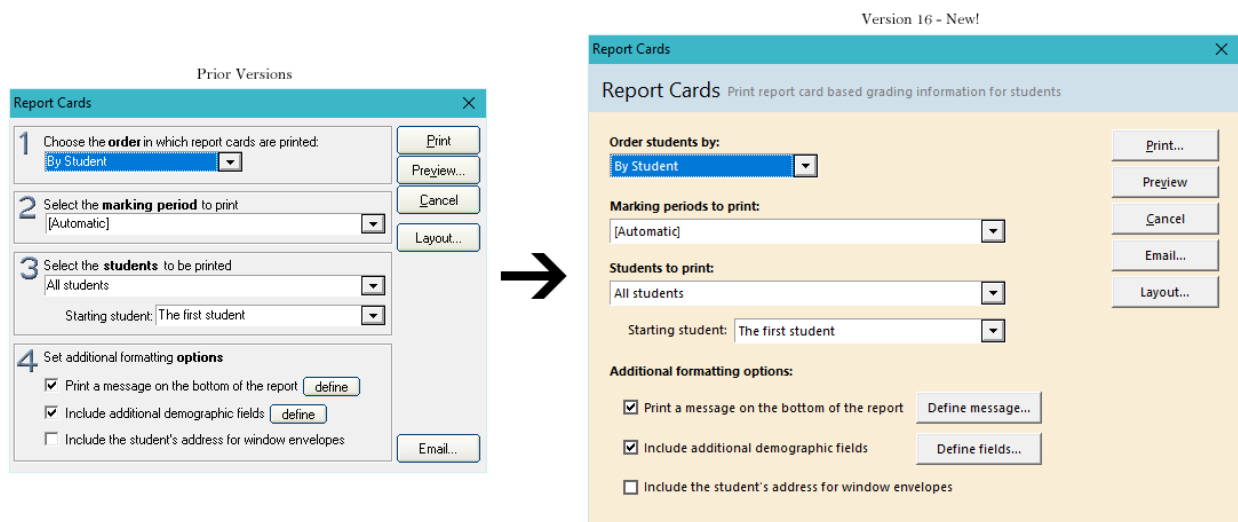 Prior Versions
Report Cards
1
Choose the order in which report cards are printed:
By Student
2
Select the marking period to print
[Automatic]
3
Select the students to be printed
All students
Starting student: The first student
4
Set additional formatting options
Print a message on the bottom of the report define
Include additional demographic fields define
Include the student's address for window envelopes
Print
Preview...
Cancel
Layout...
Email...
Version 16 - New!
Report Cards
Report Cards Print report card based grading information for students
Order students by:
By Student
Marking periods to print:
[Automatic]
Students to print:
All students
Starting student: The first student
Additional formatting options:
Print a message on the bottom of the report Define message...
Include additional demographic fields Define fields...
Include the student's address for window envelopes
Print...
Preview
Cancel
Email...
Layout...